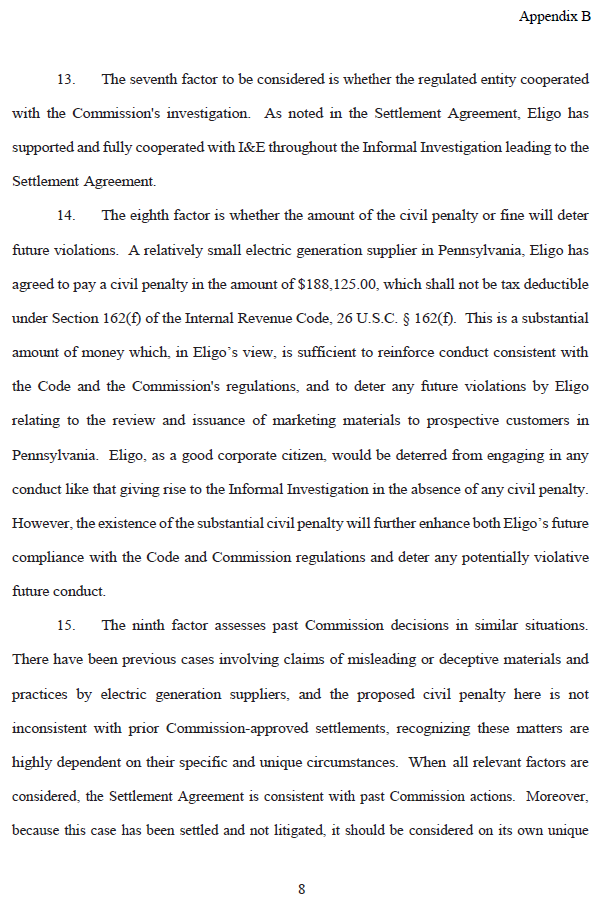 Appendix B
13. The seventh factor to be considered is whether the regulated entity cooperated
with the Commission's investigation. As noted in the Settlement Agreement, Eligo has
supported and fully cooperated with I&E throughout the Informal Investigation leading to the
Settlement Agreement.
14. The eighth factor is whether the amount of the civil penalty or fine will deter
future violations. A relatively small electric generation supplier in Pennsylvania, Eligo has
agreed to pay a civil penalty in the amount of $188,125.00, which shall not be tax deductible
under Section 162(f) of the Internal Revenue Code, 26 U.S.C. § 162(f). This is a substantial
amount of money which, in Eligo’s view, is sufficient to reinforce conduct consistent with
the Code and the Commission's regulations, and to deter any future violations by Eligo
relating to the review and issuance of marketing materials to prospective customers in
Pennsylvania. Eligo, as a good corporate citizen, would be deterred from engaging in any
conduct like that giving rise to the Informal Investigation in the absence of any civil penalty.
However, the existence of the substantial civil penalty will further enhance both Eligo’s future
compliance with the Code and Commission regulations and deter any potentially violative
future conduct.
15. The ninth factor assesses past Commission decisions in similar situations.
There have been previous cases involving claims of misleading or deceptive materials and
practices by electric generation suppliers, and the proposed civil penalty here is not
inconsistent with prior Commission-approved settlements, recognizing these matters are
highly dependent on their specific and unique circumstances. When all relevant factors are
considered, the Settlement Agreement is consistent with past Commission actions. Moreover,
because this case has been settled and not litigated, it should be considered on its own unique
8